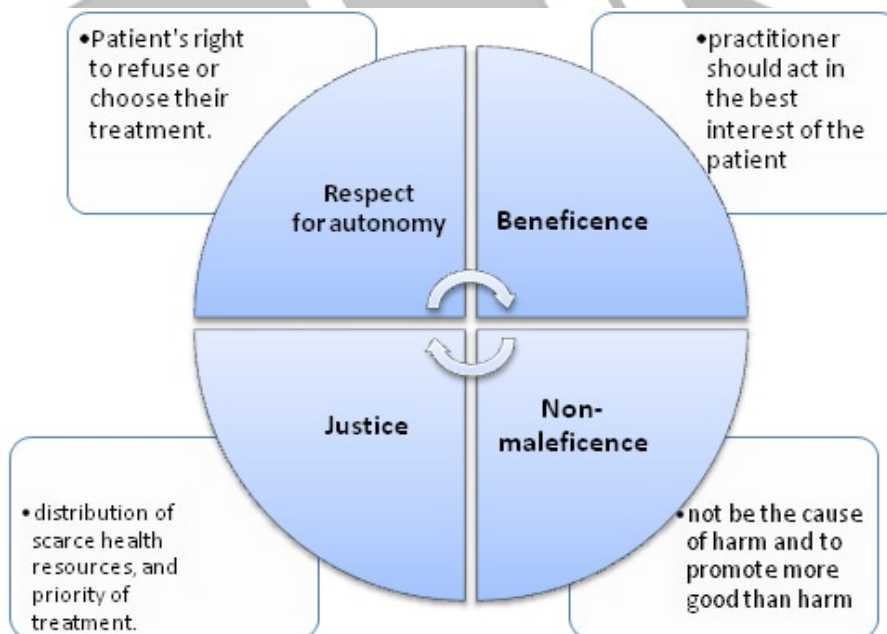 •Patient's right
to refuse or
choose their
treatment.
•practitioner
should act in
the best
interest of the
patient
Respect
for autonomy
Beneficence
Justice
Non-
maleficence
•distribution of
scarce health
resources, and
priority of
treatment.
•not be the cause
of harm and to
promote more
good than harm